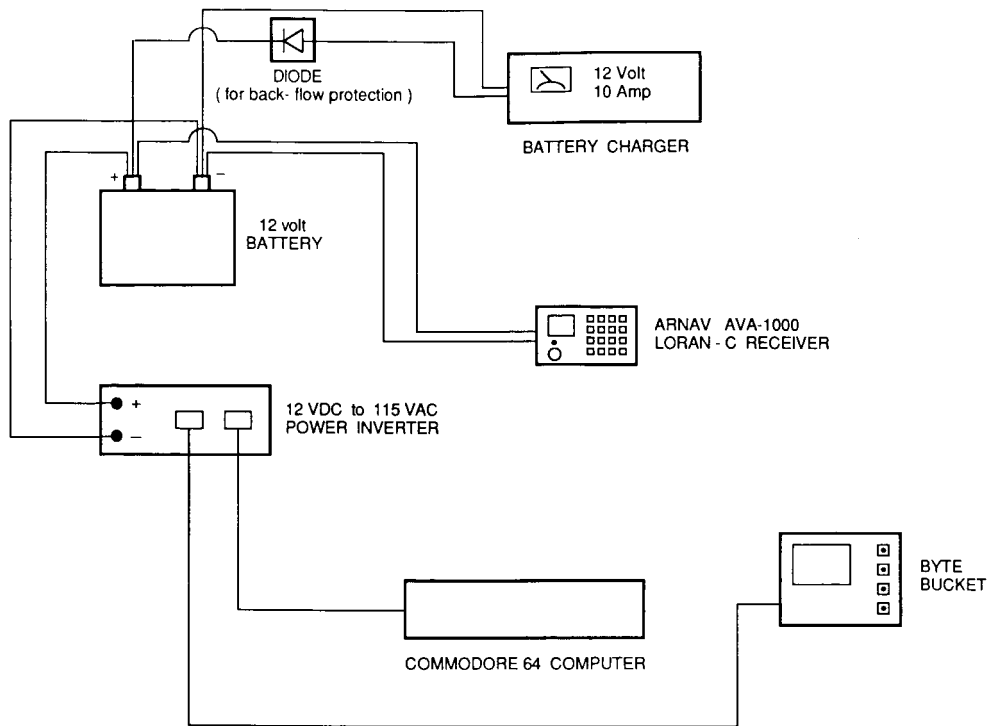 DIODE
( for back- flow protection )
12 Volt
10 Amp
BATTERY CHARGER
+
–
12 volt
BATTERY
ARNAV AVA-1000
LORAN - C RECEIVER
+
–
12 VDC to 115 VAC
POWER INVERTER
BYTE
BUCKET
COMMODORE 64 COMPUTER